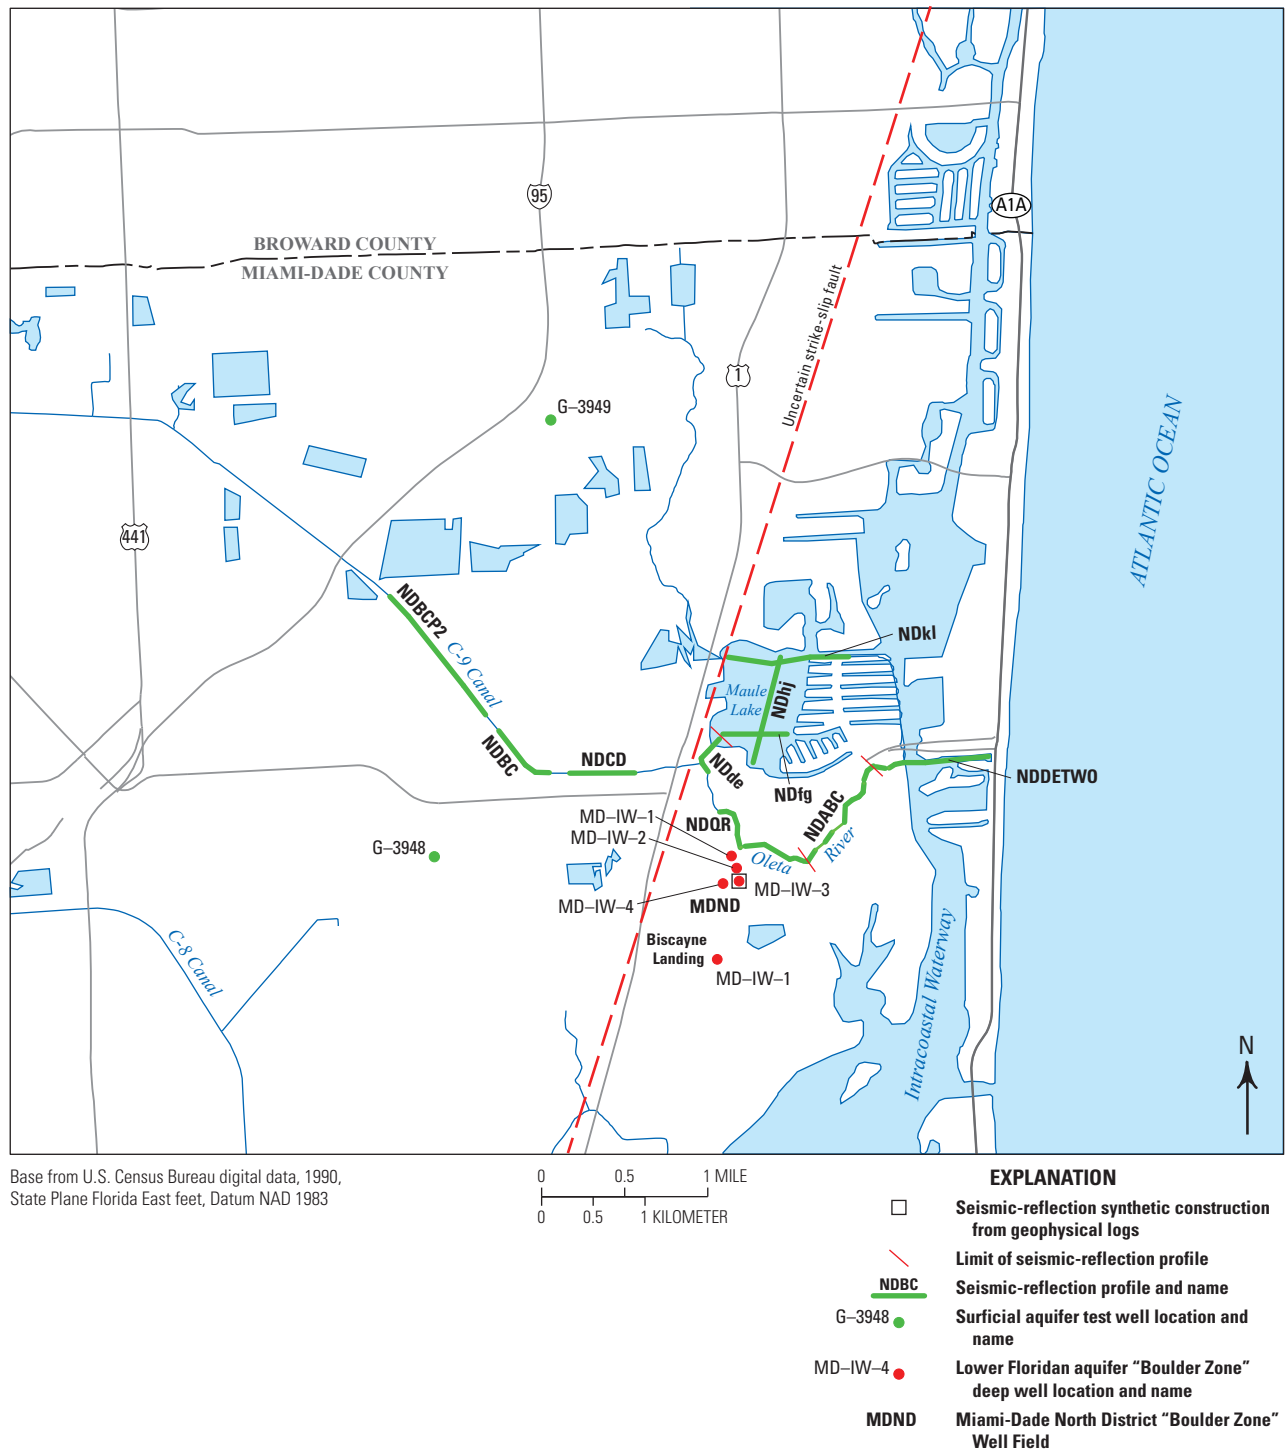 95
A1A
BROWARD COUNTY
MIAMI-DADE COUNTY
Uncertain strike-slip fault
1
G–3949
ATLANTIC OCEAN
441
NDBCP2
C-9 Canal
NDkl
Maule
Lake
NDhj
NDBC
NDCD
NDde
NDfg
NDDETWO
NDABC
MD–IW–1
NDQR
MD–IW–2
G–3948
Oleta
River
MD–IW–3
MD–IW–4
MDND
Biscayne
Landing
MD–IW–1
C-8 Canal
Intracoastal Waterway
N
Base from U.S. Census Bureau digital data, 1990,
State Plane Florida East feet, Datum NAD 1983
0 0.5 1 MILE
0 0.5 1 KILOMETER
EXPLANATION
Seismic-reflection synthetic construction
from geophysical logs
Limit of seismic-reflection profile
NDBC Seismic-reflection profile and name
G–3948 Surficial aquifer test well location and
name
MD–IW–4 Lower Floridan aquifer “Boulder Zone”
deep well location and name
MDND Miami-Dade North District “Boulder Zone”
Well Field